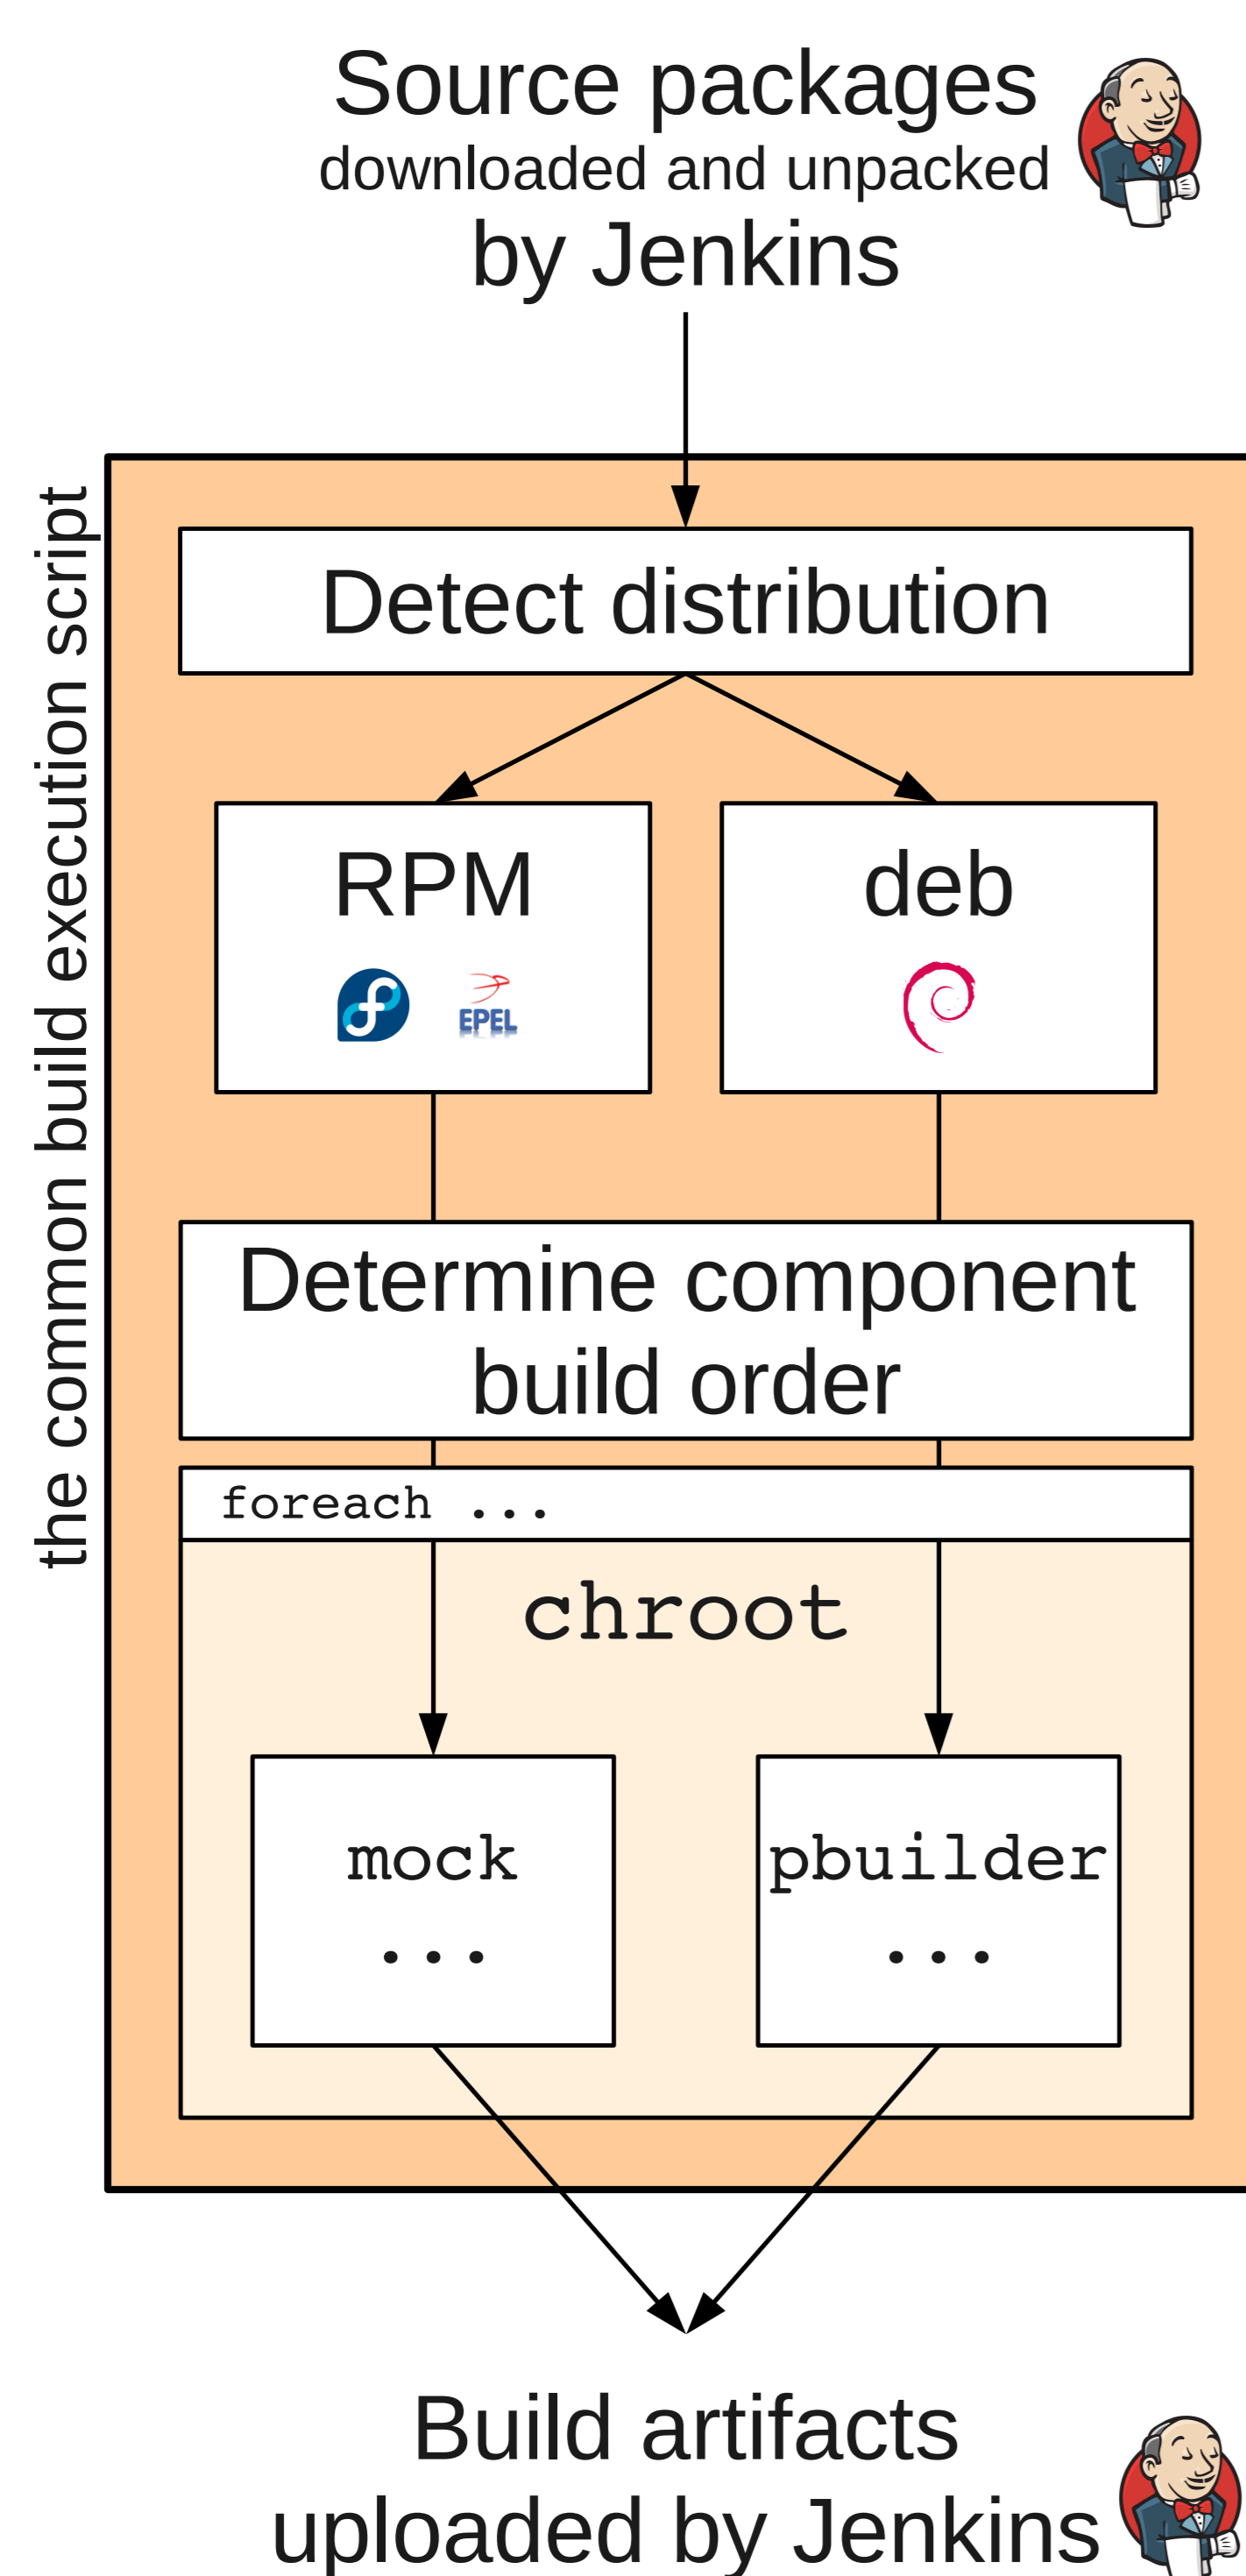 Source packages
downloaded and unpacked
by Jenkins
the common build execution script
Detect distribution
RPM
deb
EPEL
Determine component
build order
foreach ...
chroot
mock
...
pbuilder
...
Build artifacts
uploaded by Jenkins